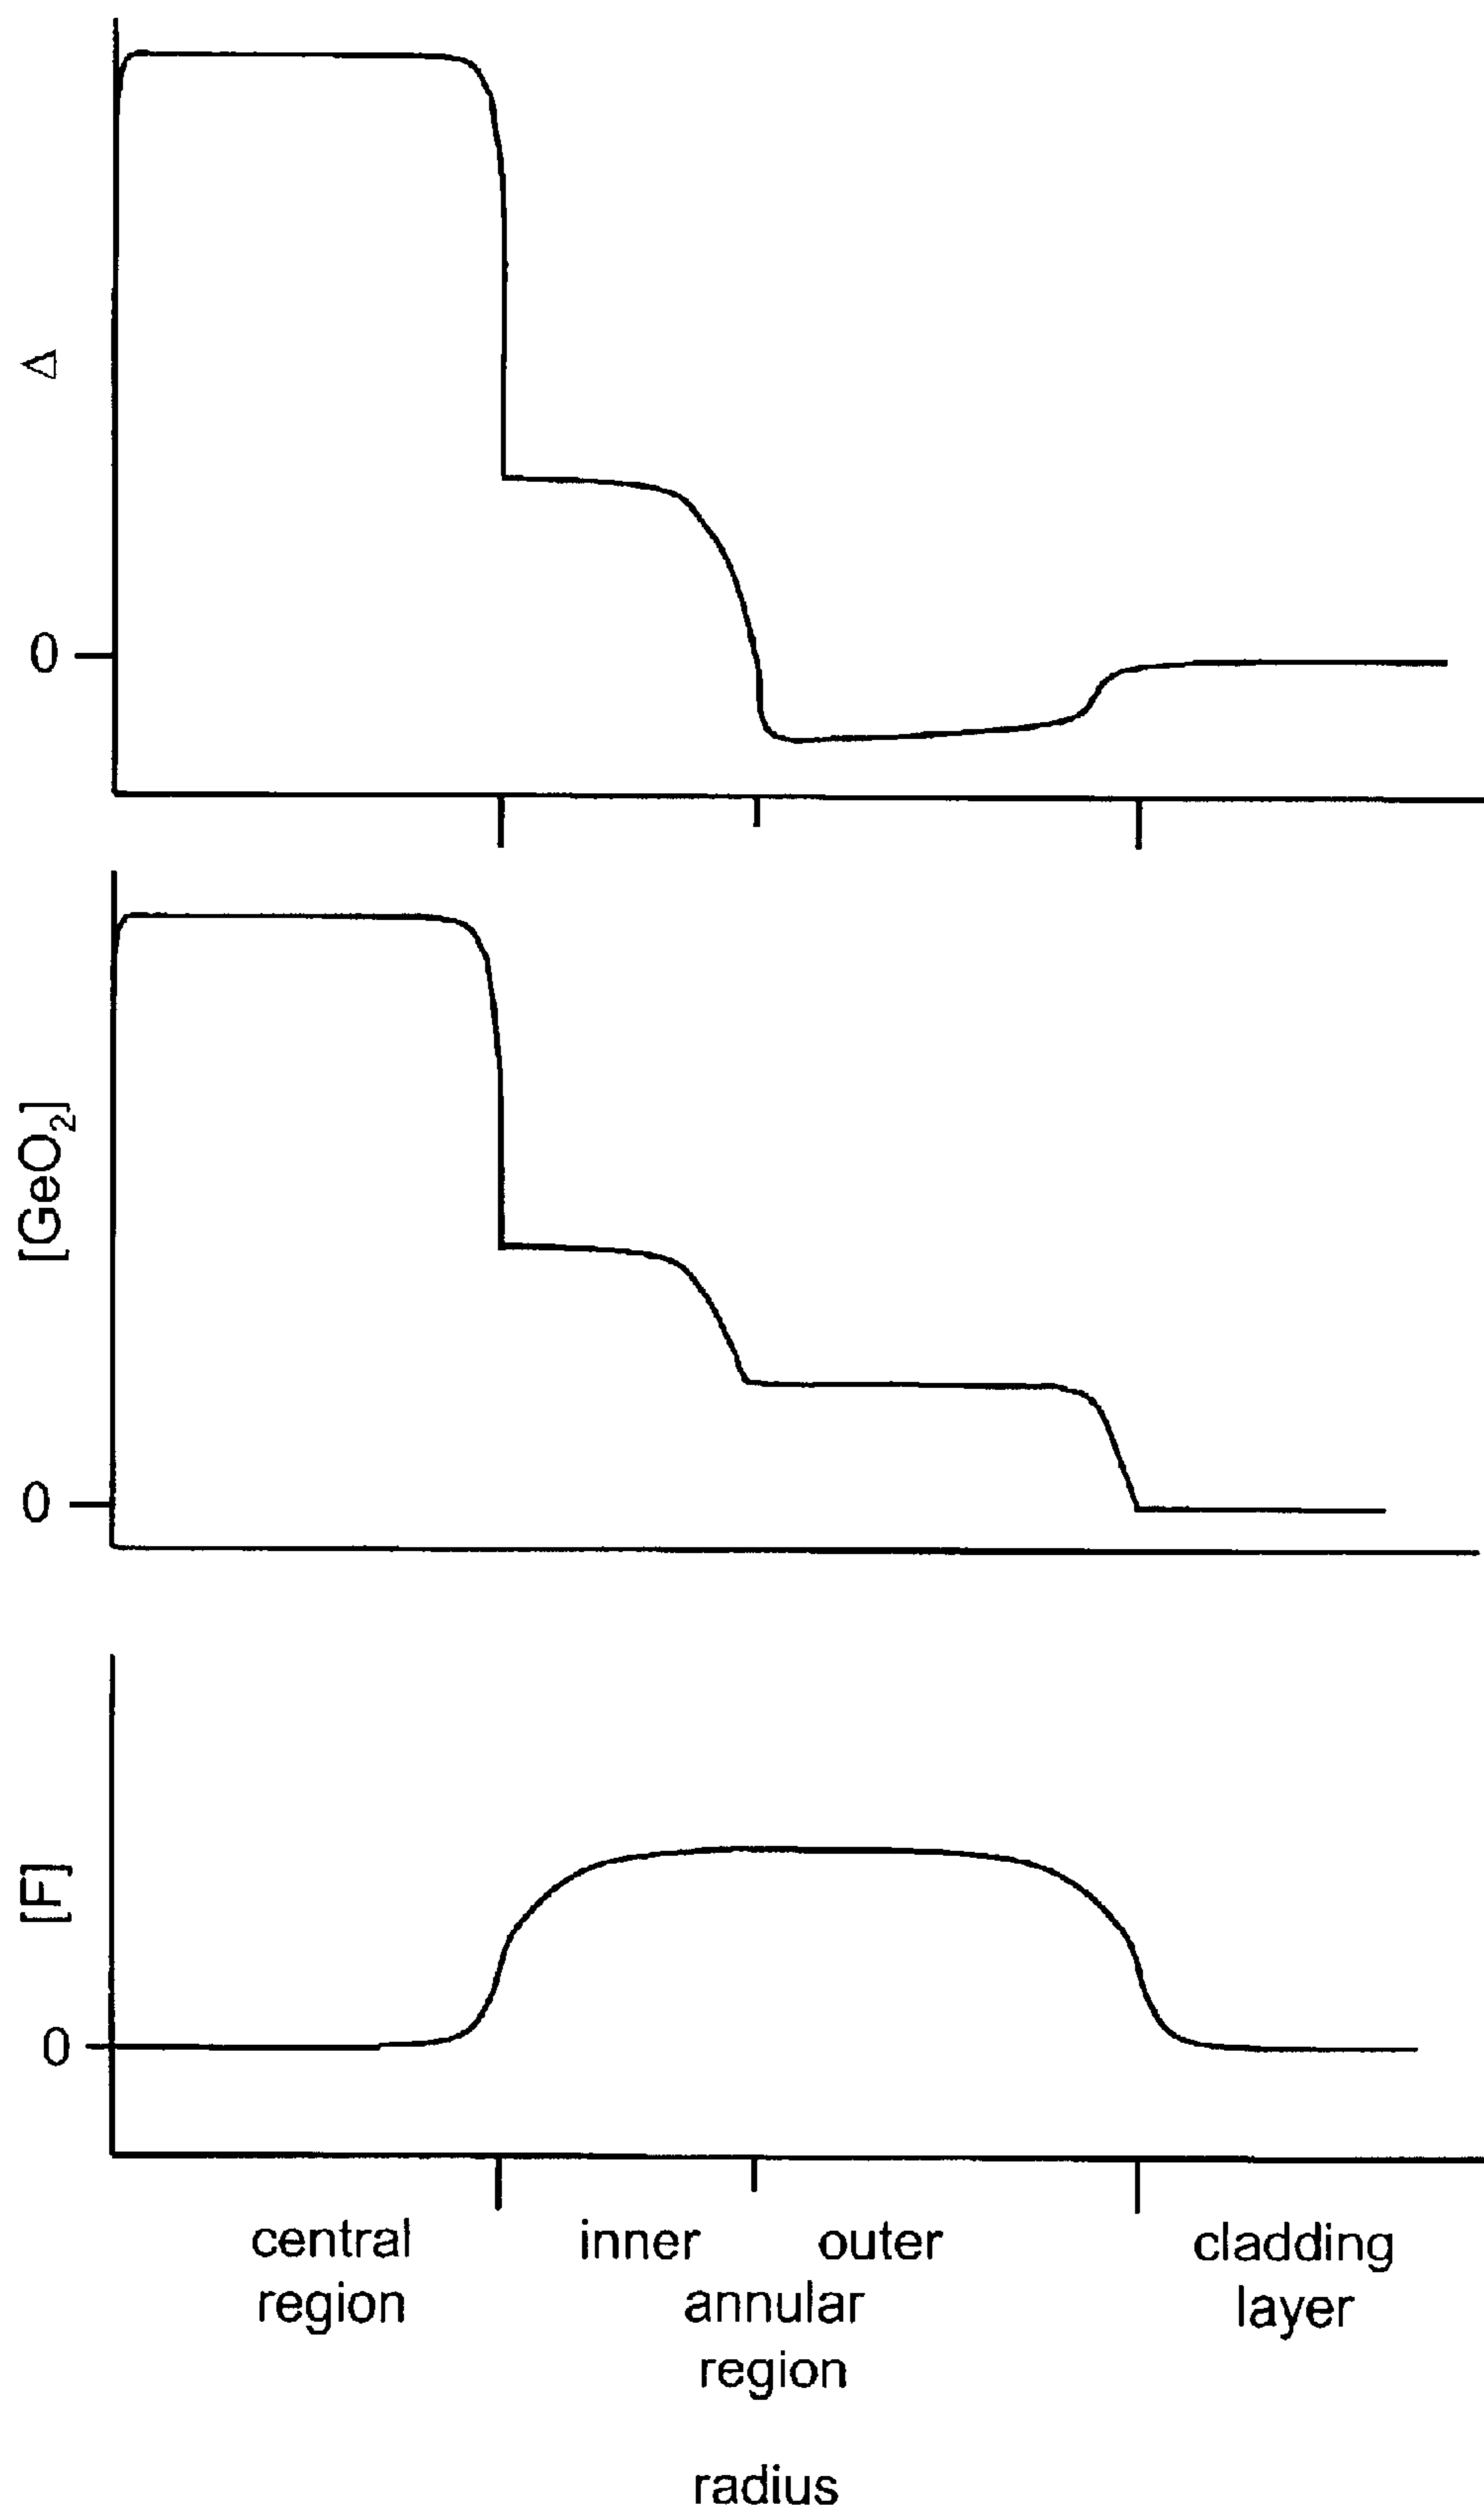 Δ
0
[GeO2]
0
[F]
0
central inner outer cladding
region annular layer
region
radius